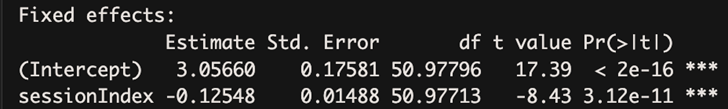 Fixed effects:
Estimate Std. Error df t value Pr(>|t|)
(Intercept) 3.05660 0.17581 50.97796 17.39 < 2e-16 ***
sessionIndex -0.12548 0.01488 50.97713 -8.43 3.12e-11 ***